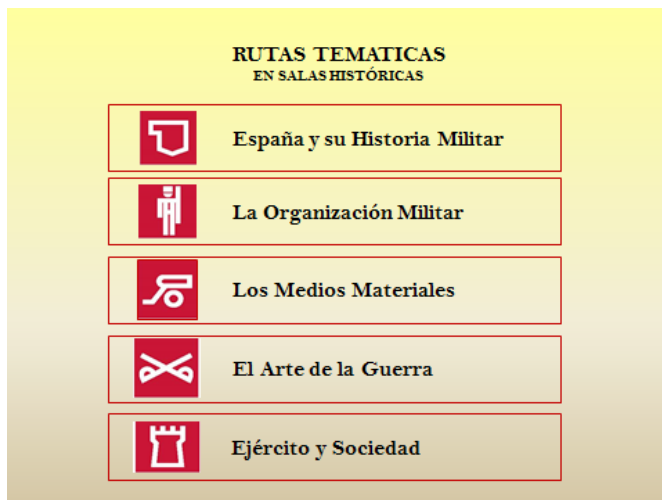 RUTAS TEMATICAS
EN SALAS HISTÓRICAS
España y su Historia Militar
La Organización Militar
Los Medios Materiales
El Arte de la Guerra
Ejército y Sociedad